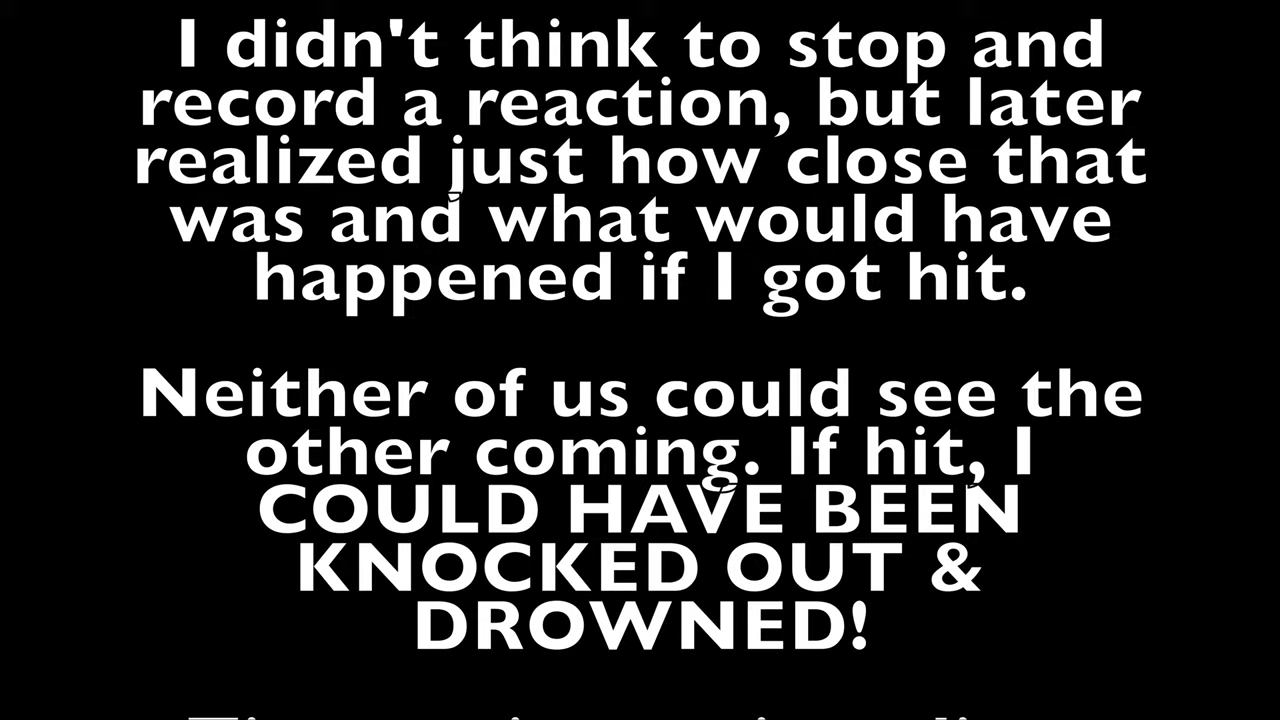 I didn't think to stop and
record a reaction, but later
realized just how close that
was and what would have
happened if I got hit.
Neither of us could see the
other coming. If hit, I
COULD HAVE BEEN
KNOCKED OUT &
DROWNED!